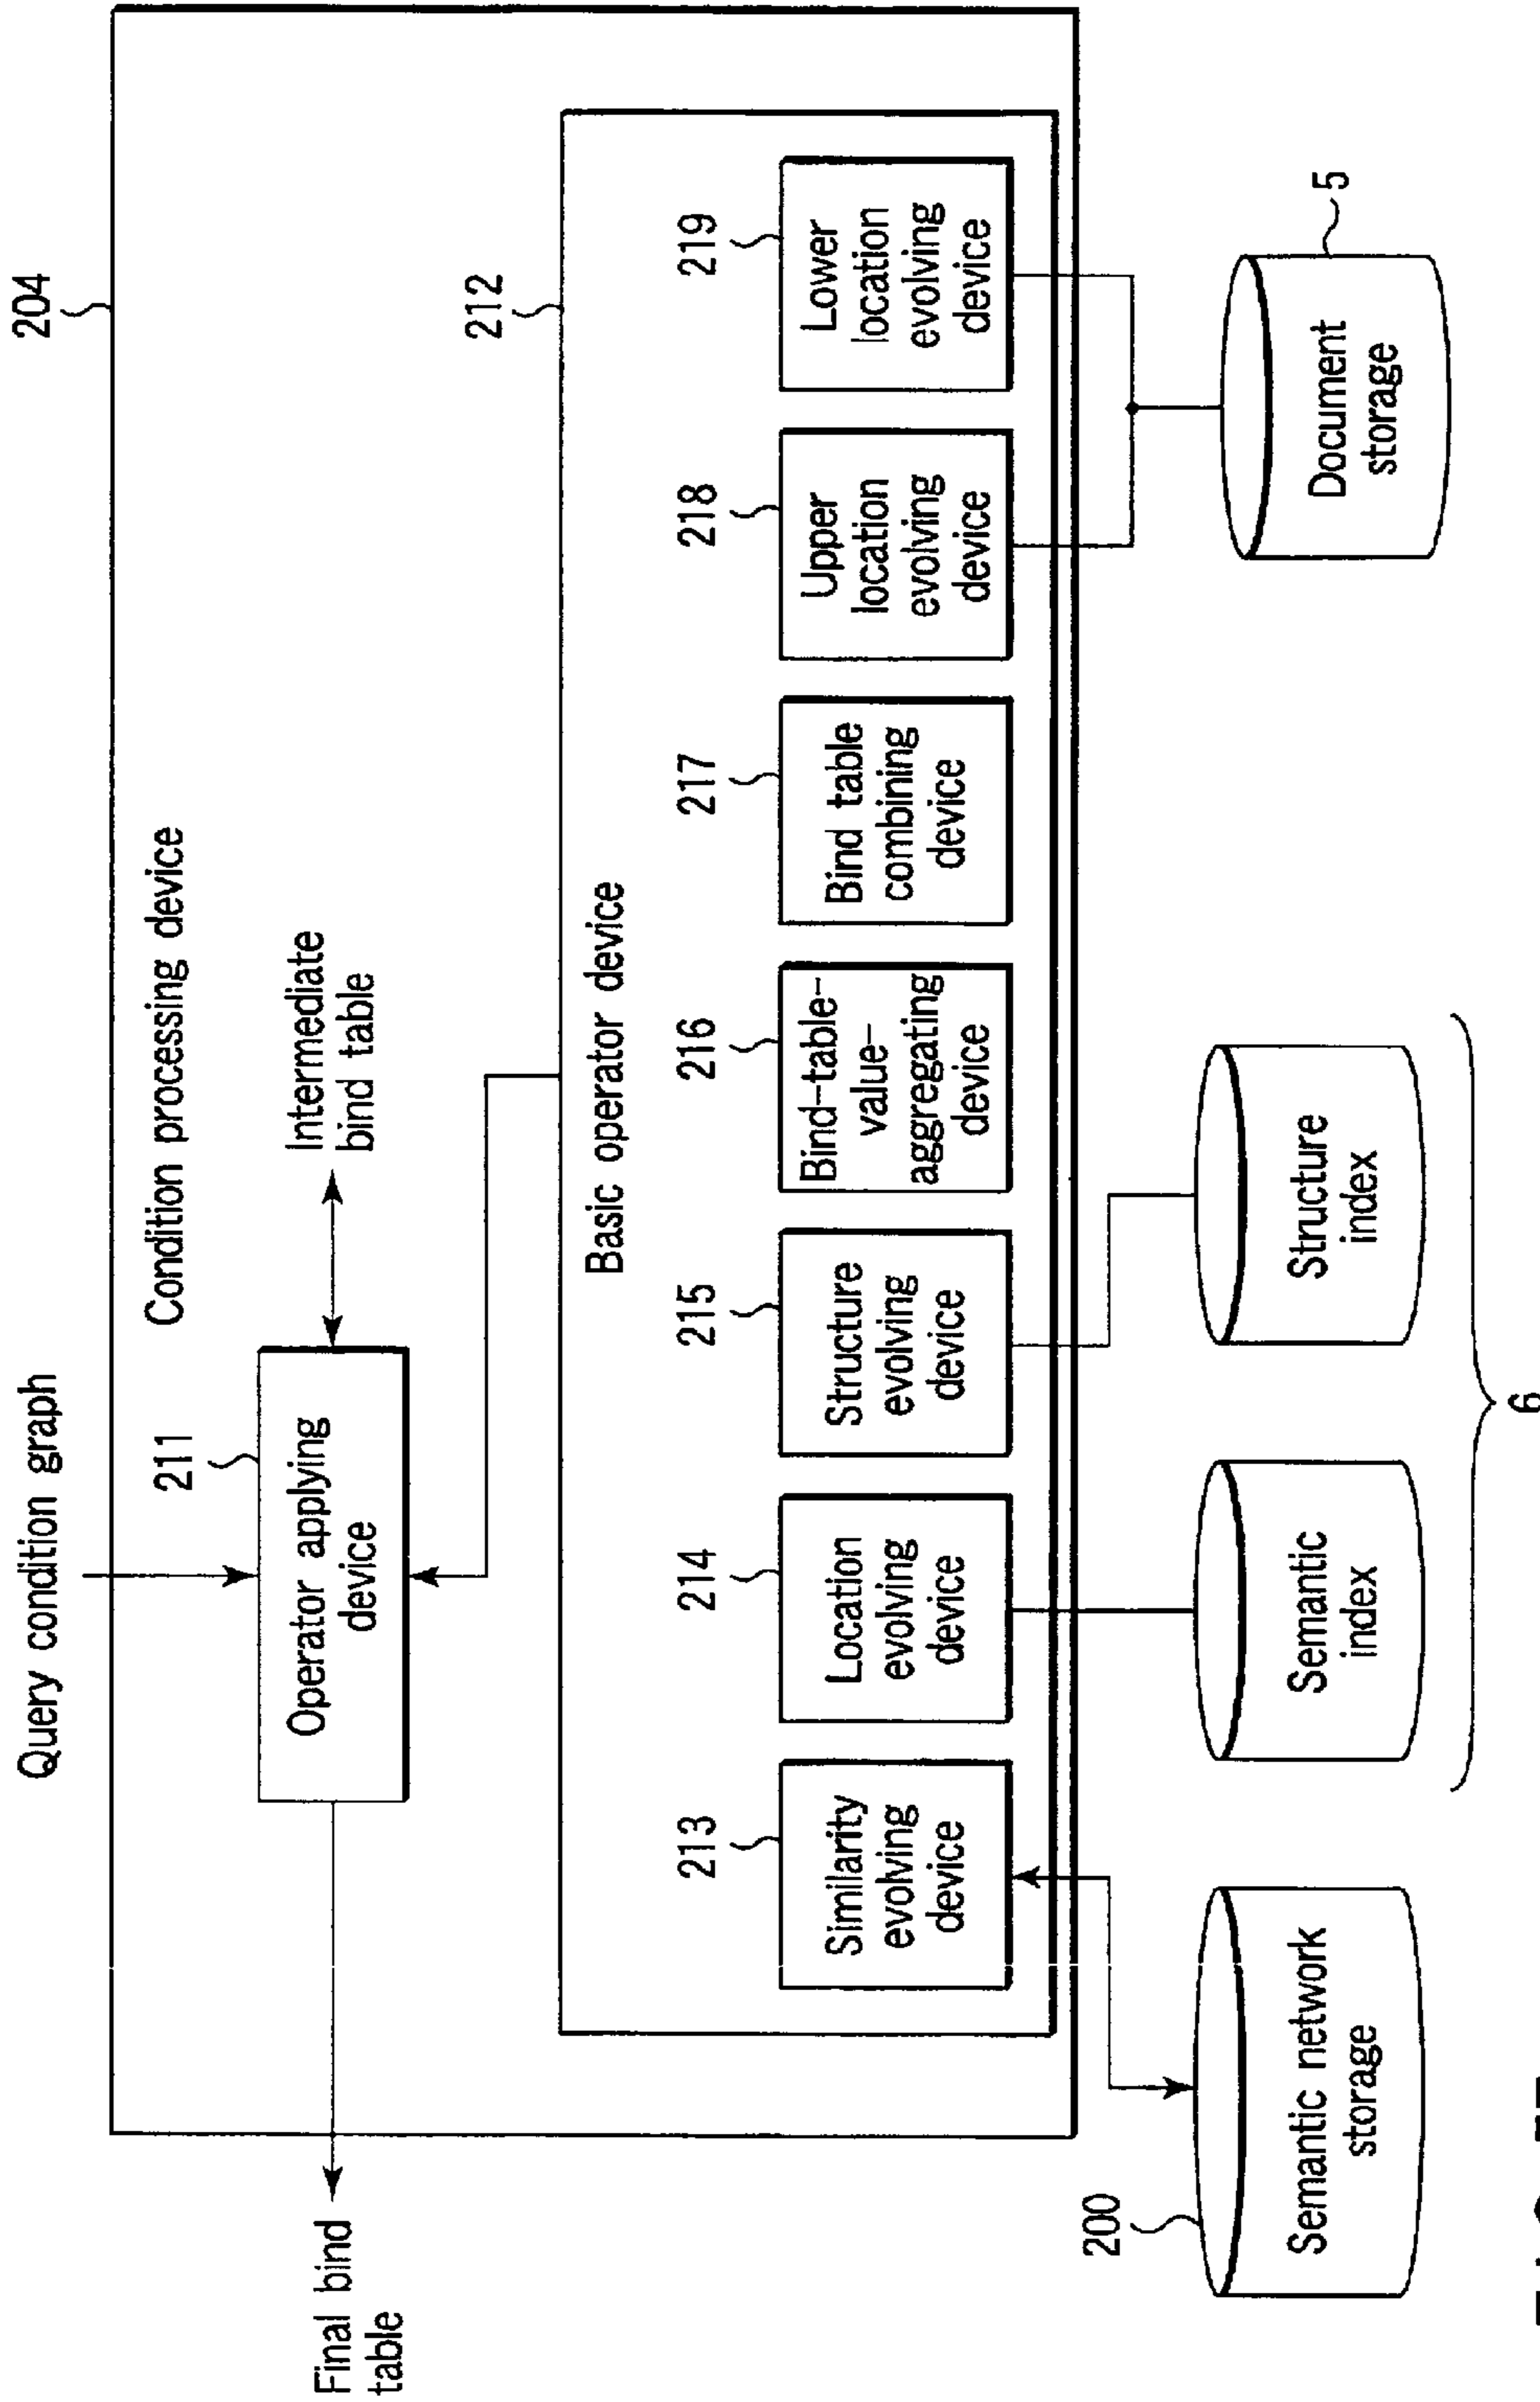 Query condition graph
204
Condition processing device
211
Operator applying
device
Intermediate
bind table
Final bind
table
212
Basic operator device
213
Similarity
evolving
device
214
Location
evolving
device
215
Structure
evolving
device
216
Bind-table-
value-
aggregating
device
217
Bind table
combining
device
218
Upper
location
evolving
device
219
Lower
location
evolving
device
200
Semantic network
storage
Semantic
index
Structure
index
6
Document
storage
5